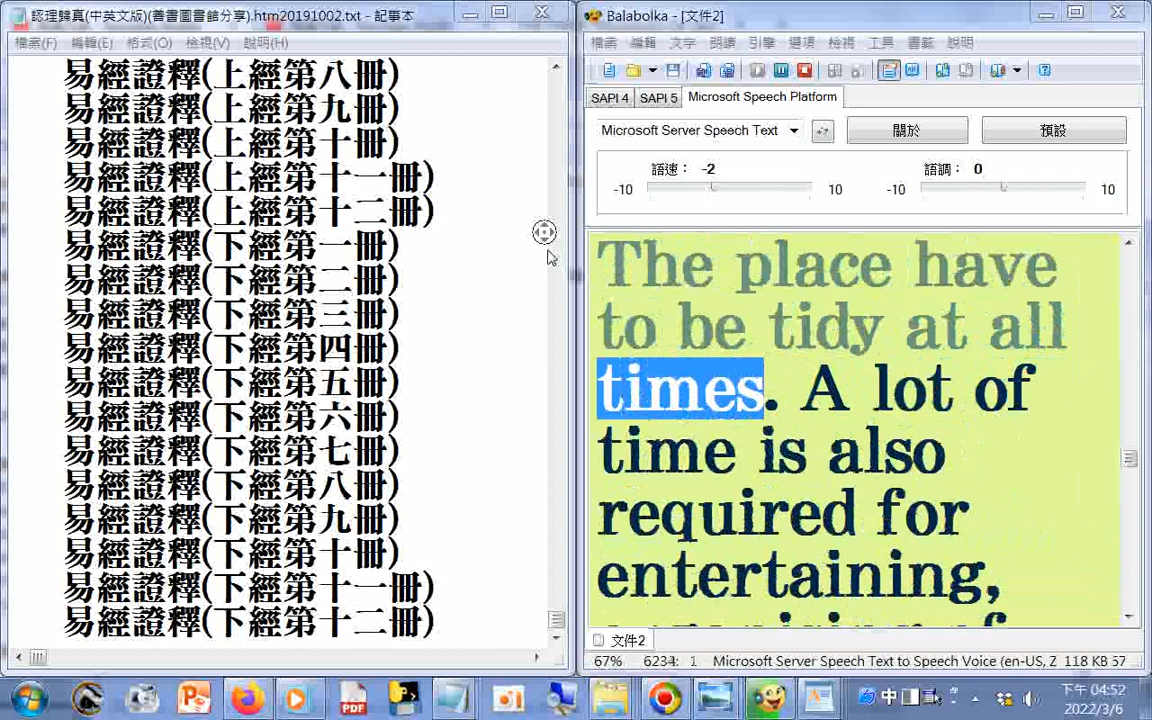 認理歸真(中英文版)(善書圖書館分享).htm20191002.txt - 記事本
檔案(F) 編輯(E) 格式(O) 檢視(V) 說明(H)
易經證釋(上經第八冊)
易經證釋(上經第九冊)
易經證釋(上經第十冊)
易經證釋(上經第十一冊)
易經證釋(上經第十二冊)
易經證釋(下經第一冊)
易經證釋(下經第二冊)
易經證釋(下經第三冊)
易經證釋(下經第四冊)
易經證釋(下經第五冊)
易經證釋(下經第六冊)
易經證釋(下經第七冊)
易經證釋(下經第八冊)
易經證釋(下經第九冊)
易經證釋(下經第十冊)
易經證釋(下經第十一冊)
易經證釋(下經第十二冊)
Balabolka - [文件2]
檔案 編輯 文字 朗讀 引擎 選項 檢視 工具 書籤 說明
SAPI 4 SAPI 5 Microsoft Speech Platform
Microsoft Server Speech Text 關於 預設
語速: -2 語調: 0
-10 10 -10 10
The place have
to be tidy at all
times. A lot of
time is also
required for
entertaining,
文件2
67% 6234: 1 Microsoft Server Speech Text to Speech Voice (en-US, Z 118 KB 57
PDF
中
下午 04:52
2022/3/6